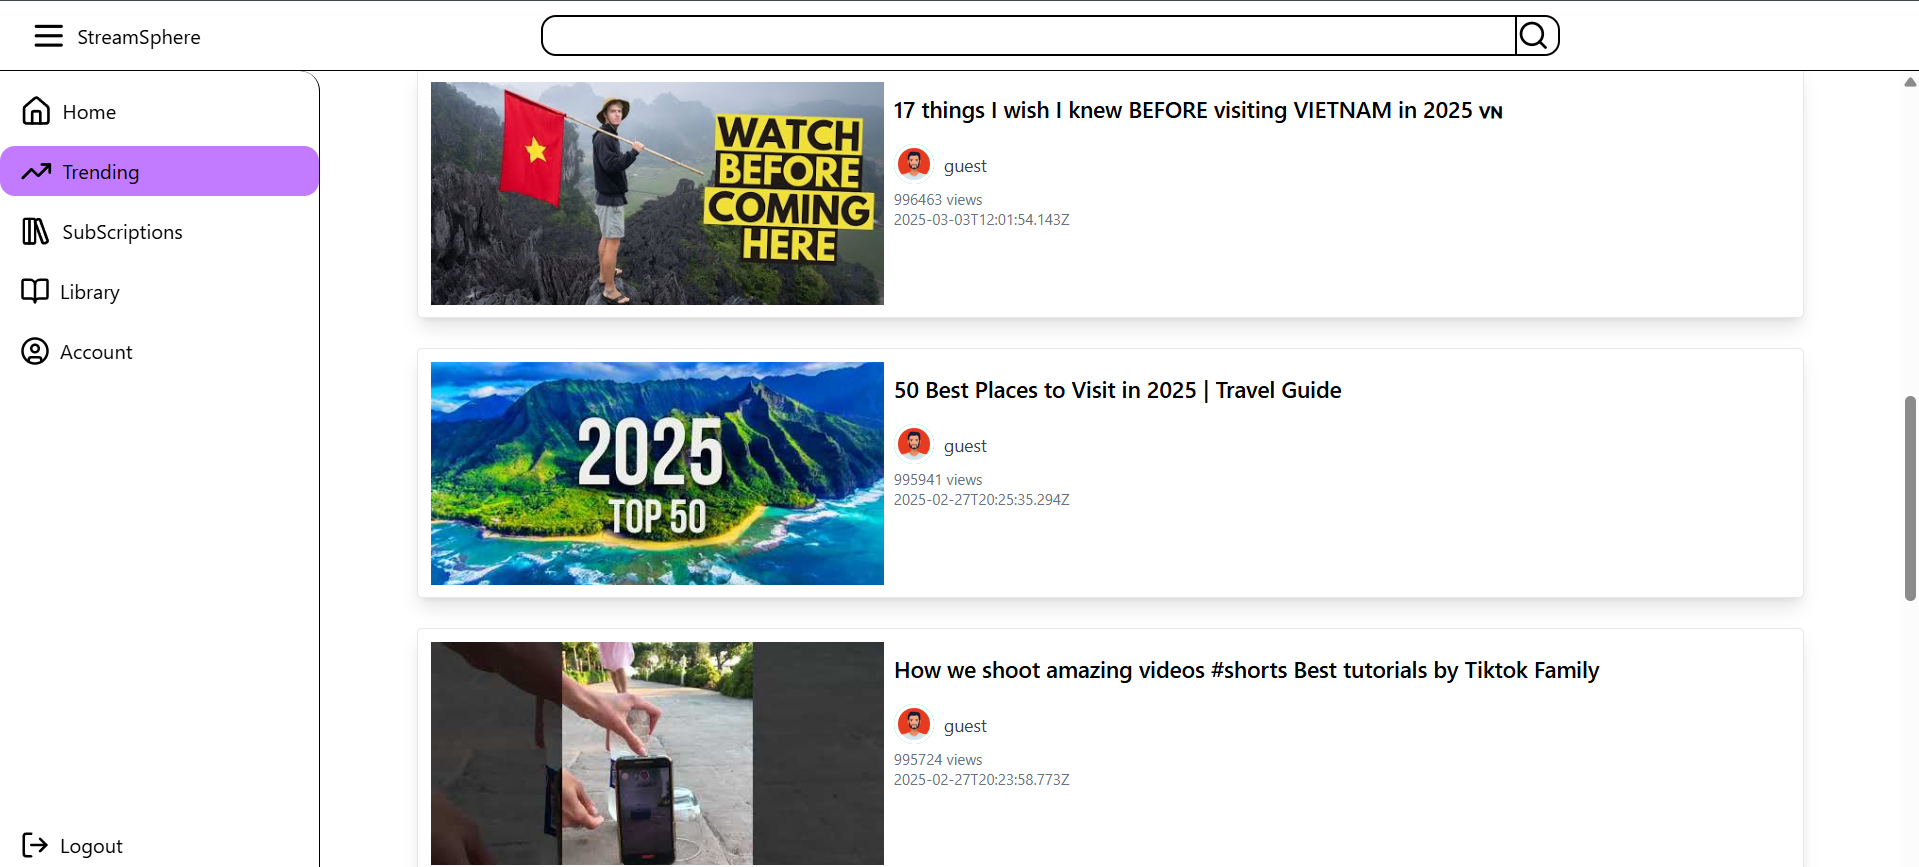 StreamSphere
Home
Trending
SubScriptions
Library
Account
Logout
WATCH
BEFORE
COMING
HERE
17 things I wish I knew BEFORE visiting VIETNAM in 2025 VN
guest
996463 views
2025-03-03T12:01:54.143Z
2025
TOP 50
50 Best Places to Visit in 2025 | Travel Guide
guest
995941 views
2025-02-27T20:25:35.294Z
How we shoot amazing videos #shorts Best tutorials by Tiktok Family
guest
995724 views
2025-02-27T20:23:58.773Z